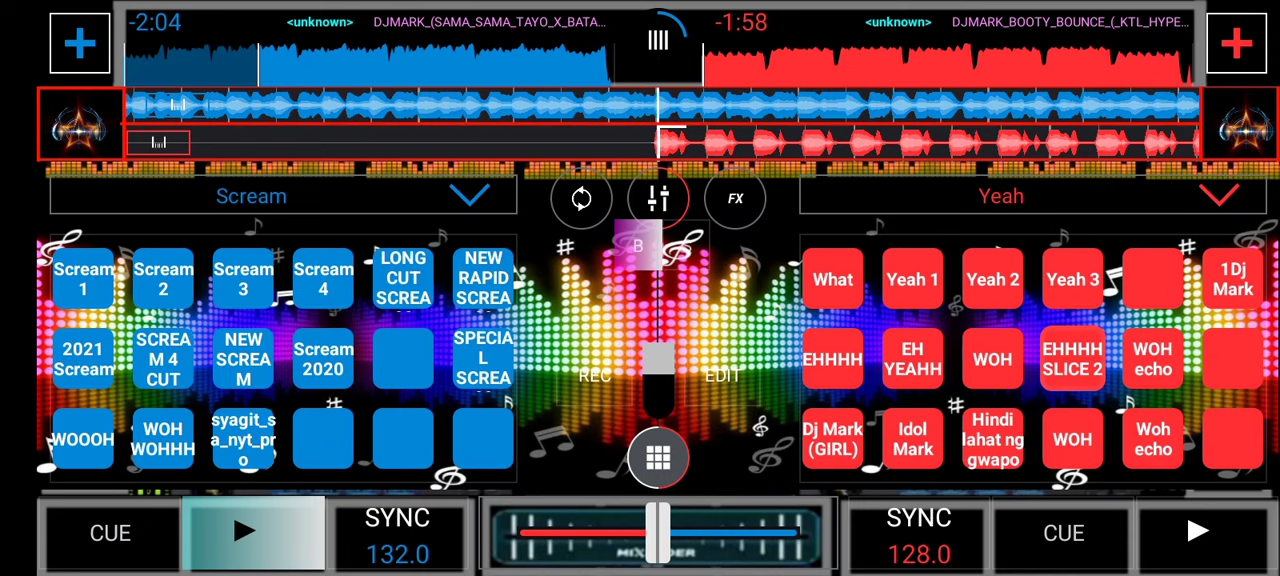 -2:04
<unknown>
DJMARK_(SAMA_SAMA_TAYO_X_BATA...
-1:58
<unknown>
DJMARK_BOOTY_BOUNCE_(_KTL_HYPE...
Scream
FX
Yeah
B
Scream
1
Scream
2
Scream
3
Scream
4
LONG
CUT
SCREA
NEW
RAPID
SCREA
What
Yeah 1
Yeah 2
Yeah 3
1Dj
Mark
2021
Scream
SCREA
M 4
CUT
NEW
SCREA
M
Scream
2020
SPECIA
L
SCREA
REC
EDIT
EHHHH
EH
YEAHH
WOH
EHHHH
SLICE 2
WOH
echo
WOOOH
WOH
WOHHH
syagit_s
a_nyt_pr
o
Dj Mark
(GIRL)
Idol
Mark
Hindi
lahat ng
gwapo
WOH
Woh
echo
CUE
SYNC
132.0
SYNC
128.0
CUE